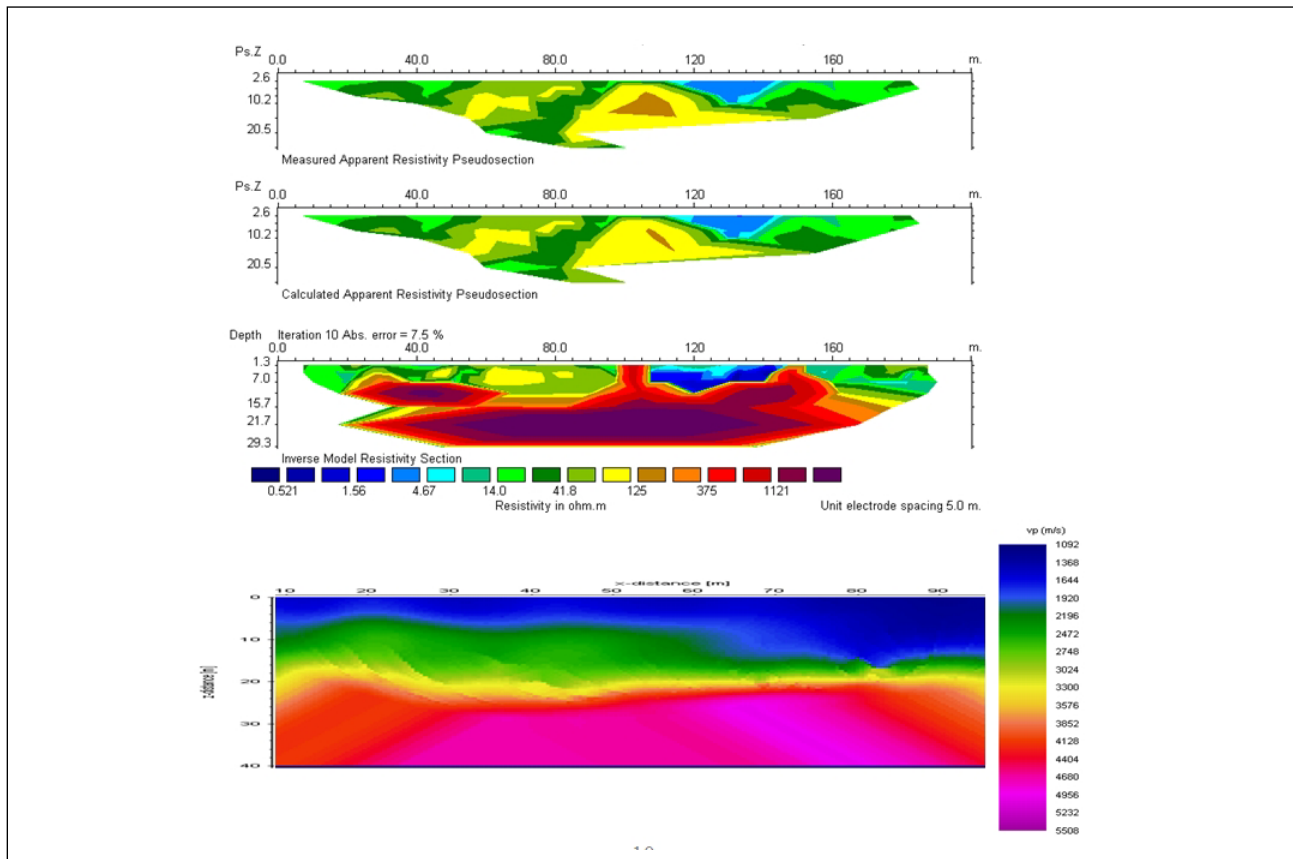 Ps.Z 0.0 40.0 80.0 120 160 m.
2.6
10.2
20.5
Measured Apparent Resistivity Pseudosection
Ps.Z 0.0 40.0 80.0 120 160 m.
2.6
10.2
20.5
Calculated Apparent Resistivity Pseudosection
Depth Iteration 10 Abs. error = 7.5 %
0.0 40.0 80.0 120 160 m.
1.3
7.0
15.7
21.7
29.3
Inverse Model Resistivity Section
0.521 1.56 4.67 14.0 41.8 125 375 1121
Resistivity in ohm.m Unit electrode spacing 5.0 m.
vp (m/s)
1092
1368
1644
1920
2196
2472
2748
3024
3300
3576
3852
4128
4404
4680
4956
5232
5508
x-distance [m]
10 20 30 40 50 60 70 80 90
0
10
20
30
40
z-distance [m]